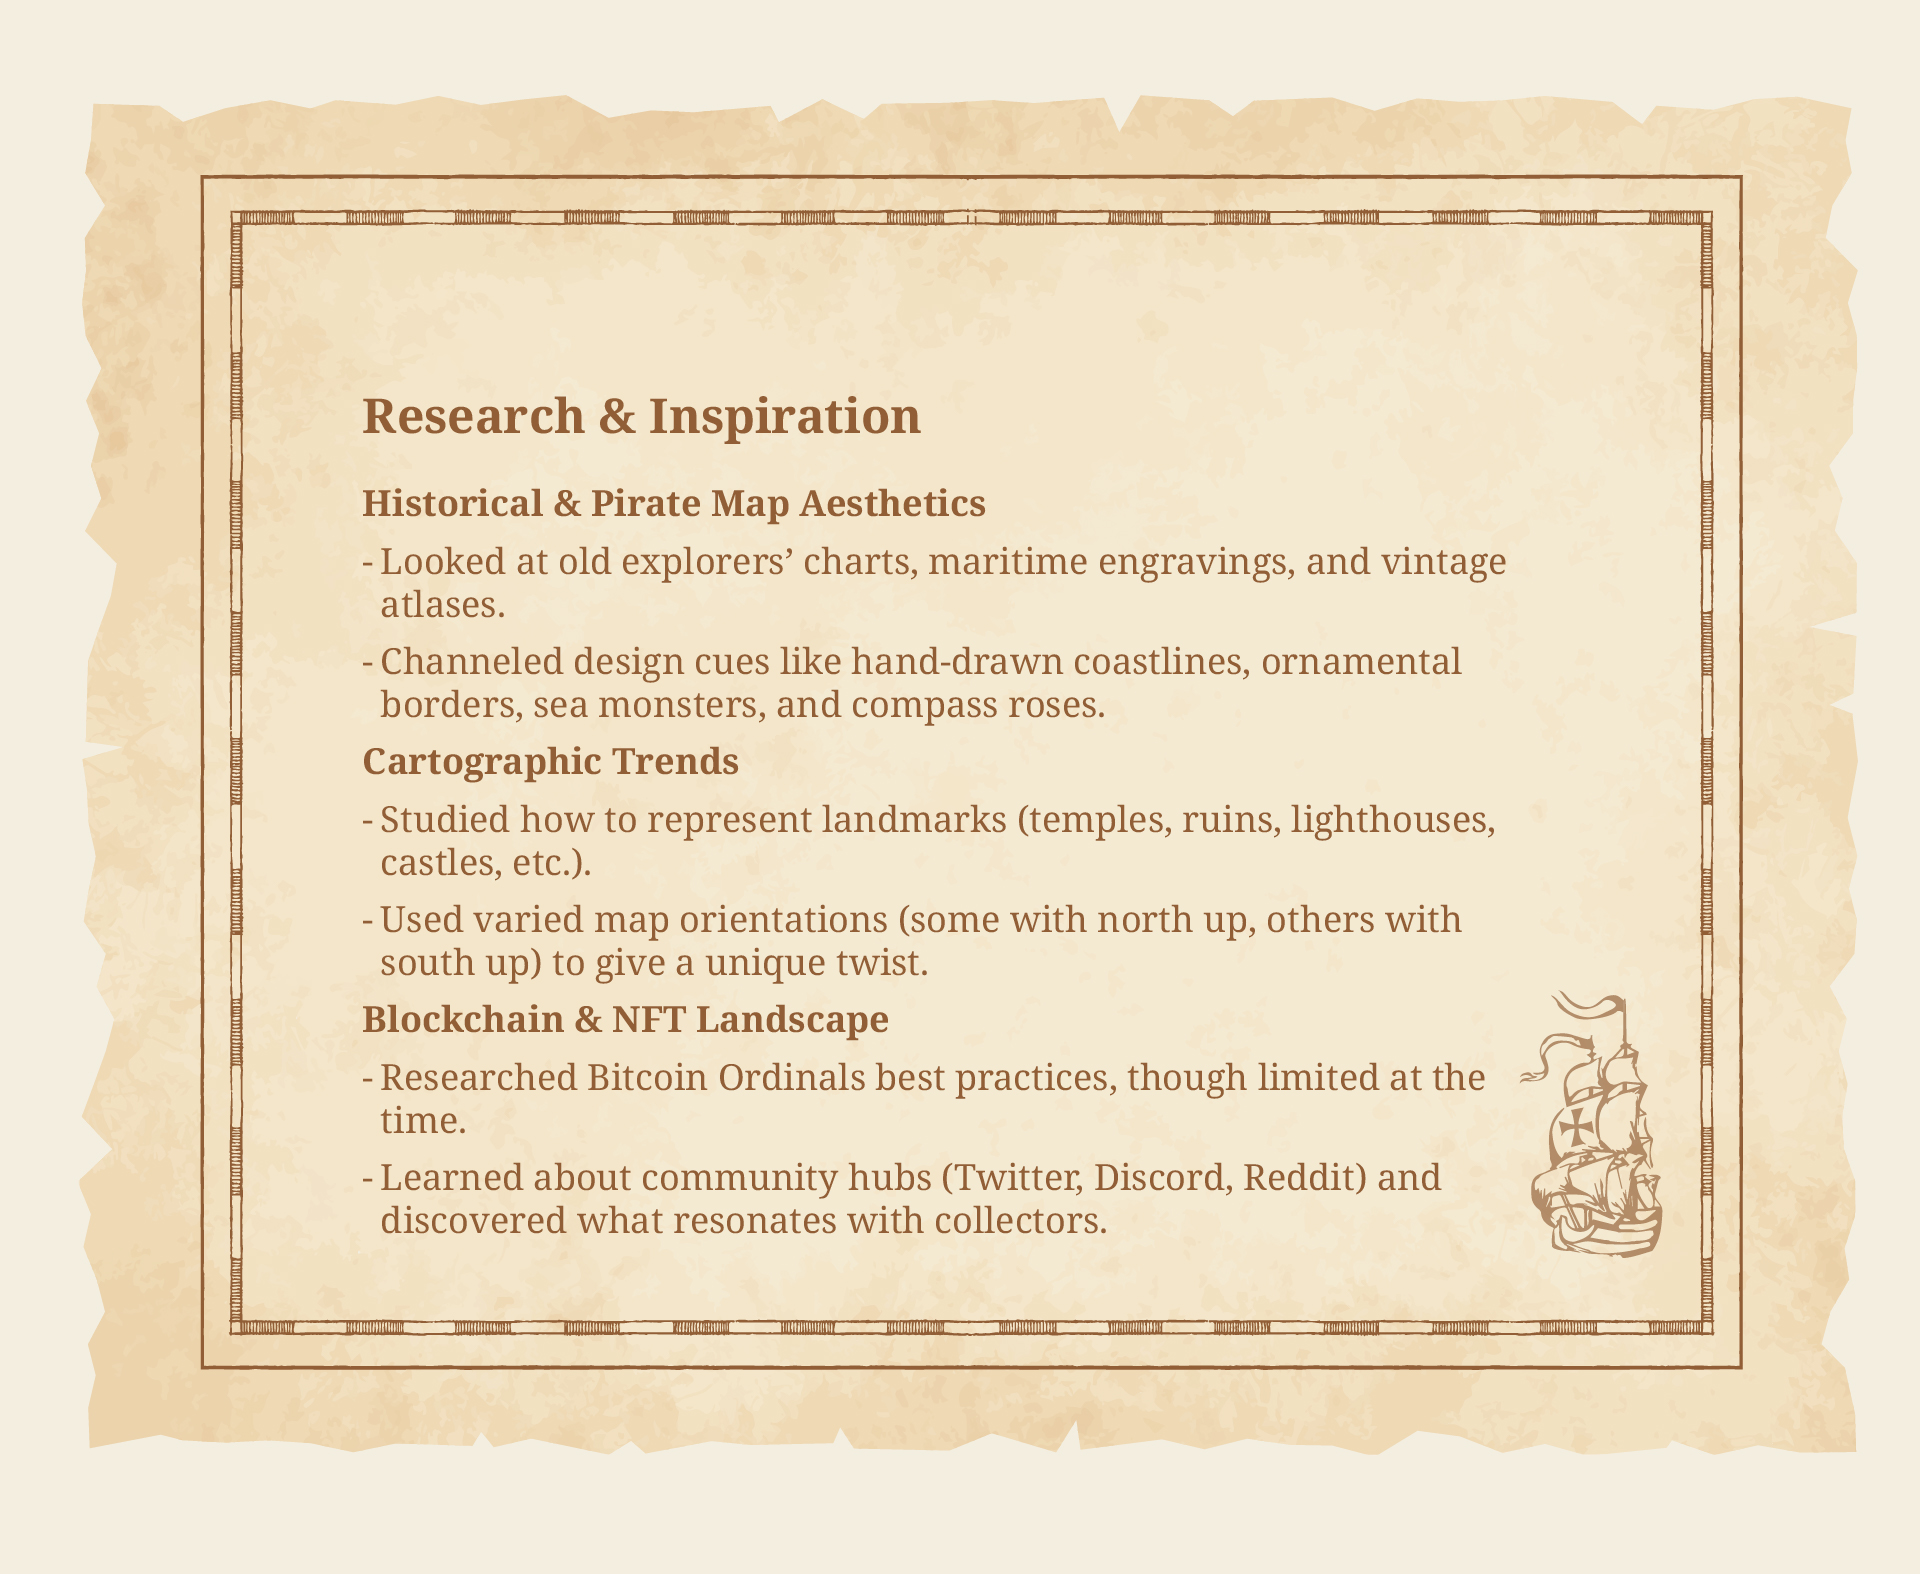 Research & Inspiration
Historical & Pirate Map Aesthetics
- Looked at old explorers’ charts, maritime engravings, and vintage
atlases.
- Channeled design cues like hand-drawn coastlines, ornamental
borders, sea monsters, and compass roses.
Cartographic Trends
- Studied how to represent landmarks (temples, ruins, lighthouses,
castles, etc.).
- Used varied map orientations (some with north up, others with
south up) to give a unique twist.
Blockchain & NFT Landscape
- Researched Bitcoin Ordinals best practices, though limited at the
time.
- Learned about community hubs (Twitter, Discord, Reddit) and
discovered what resonates with collectors.